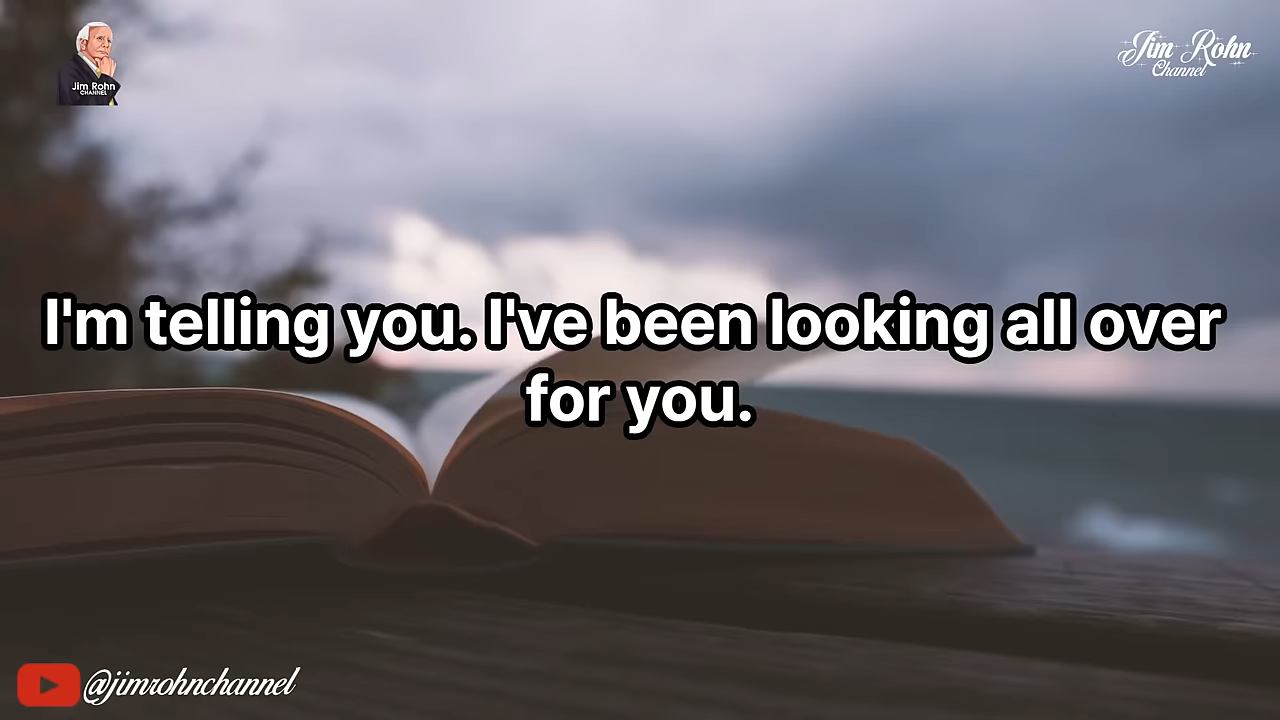 Jim Rohn
CHANNEL
Jim Rohn
Channel
I'm telling you. I've been looking all over
for you.
@jimrohnchannel